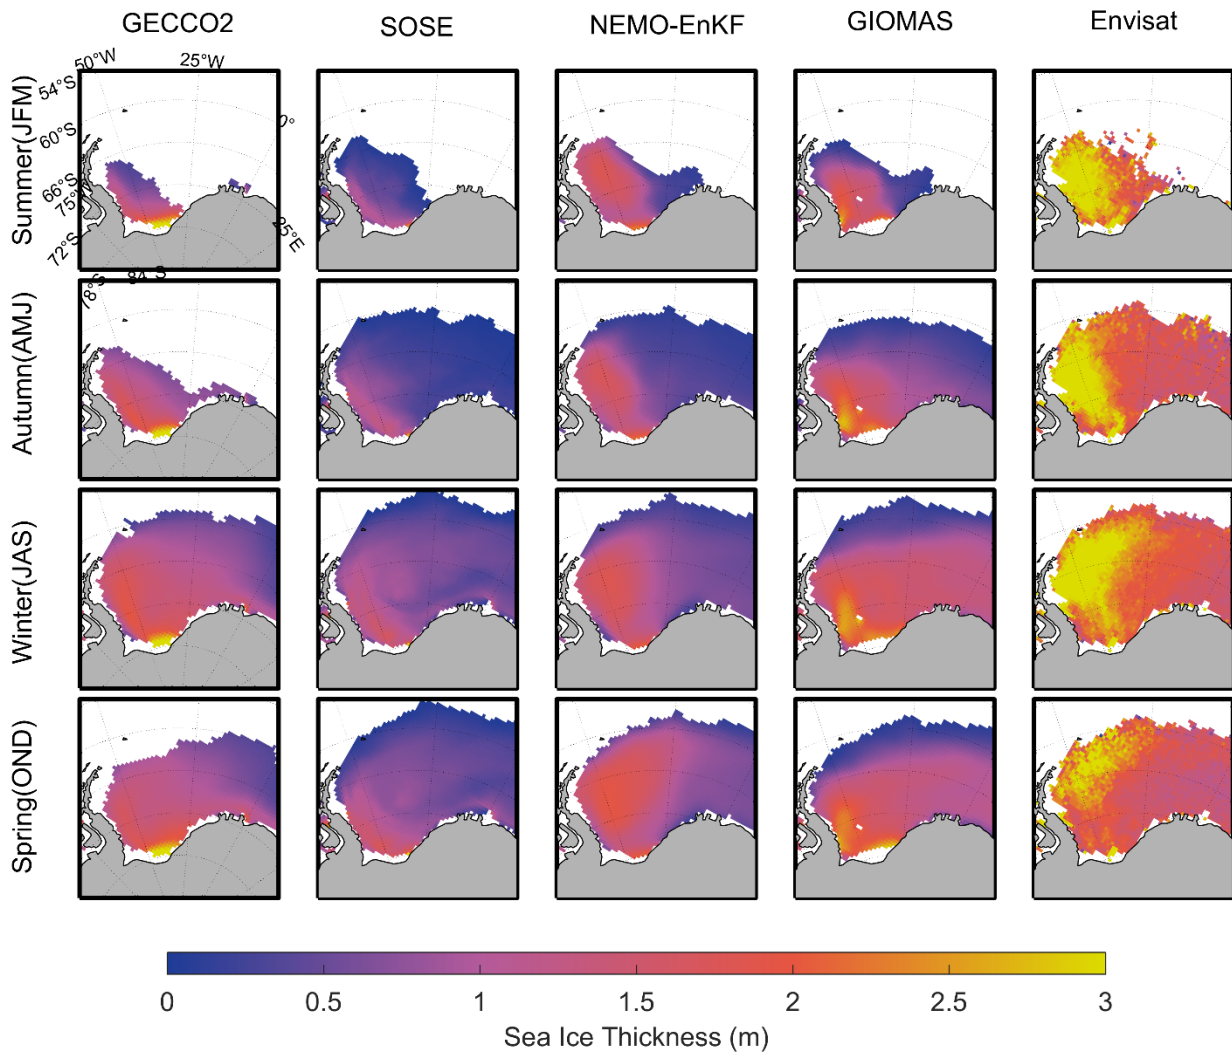 GECCO2 SOSE NEMO-EnKF GIOMAS Envisat
Summer(JFM)
50°W 25°W
54°S
0°
60°S
66°S
75°W
25°E
72°S
78°S 84°S
Autumn(AMJ)
Winter(JAS)
Spring(OND)
0 0.5 1 1.5 2 2.5 3
Sea Ice Thickness (m)